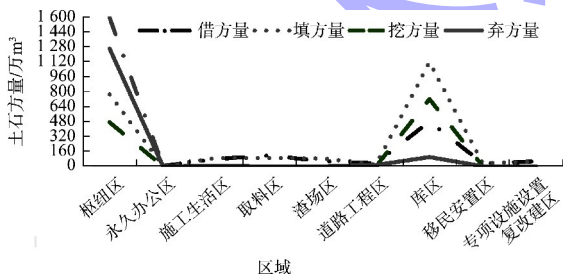 1 600
1 440
1 280
1 120
960
800
640
480
320
160
0
土石方量/万m³
借方量 填方量 挖方量 弃方量
枢纽区
永久办公区
施工生活区
取料区
渣场区
道路工程区
库区
移民安置区
专项设施设置
复改建区
区域